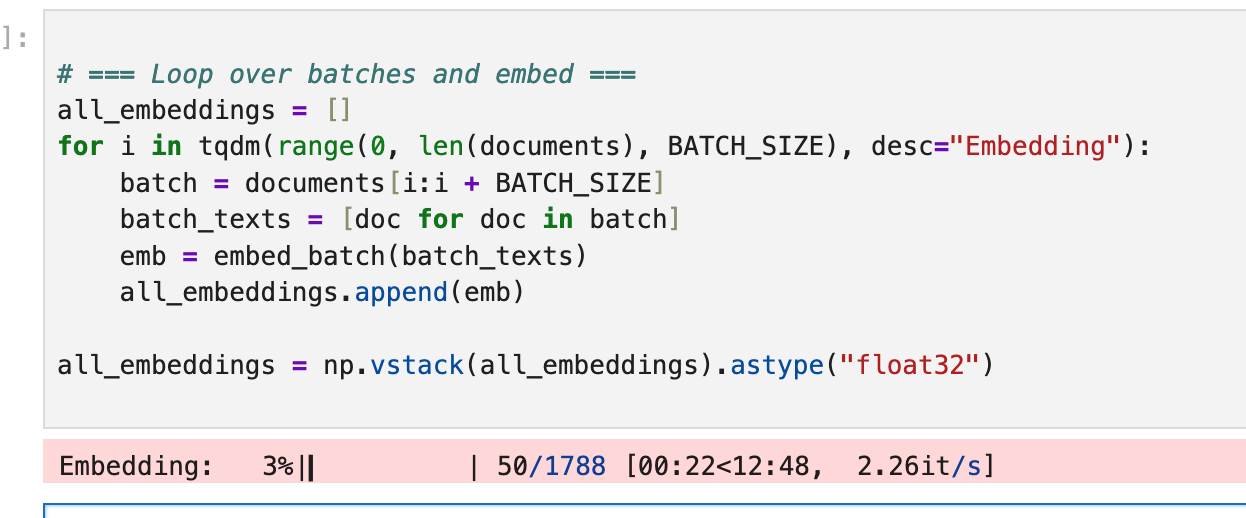 ]:
# === Loop over batches and embed ===
all_embeddings = []
for i in tqdm(range(0, len(documents), BATCH_SIZE), desc="Embedding"):
    batch = documents[i:i + BATCH_SIZE]
    batch_texts = [doc for doc in batch]
    emb = embed_batch(batch_texts)
    all_embeddings.append(emb)
all_embeddings = np.vstack(all_embeddings).astype("float32")
Embedding:   3%|▌         | 50/1788 [00:22<12:48,  2.26it/s]